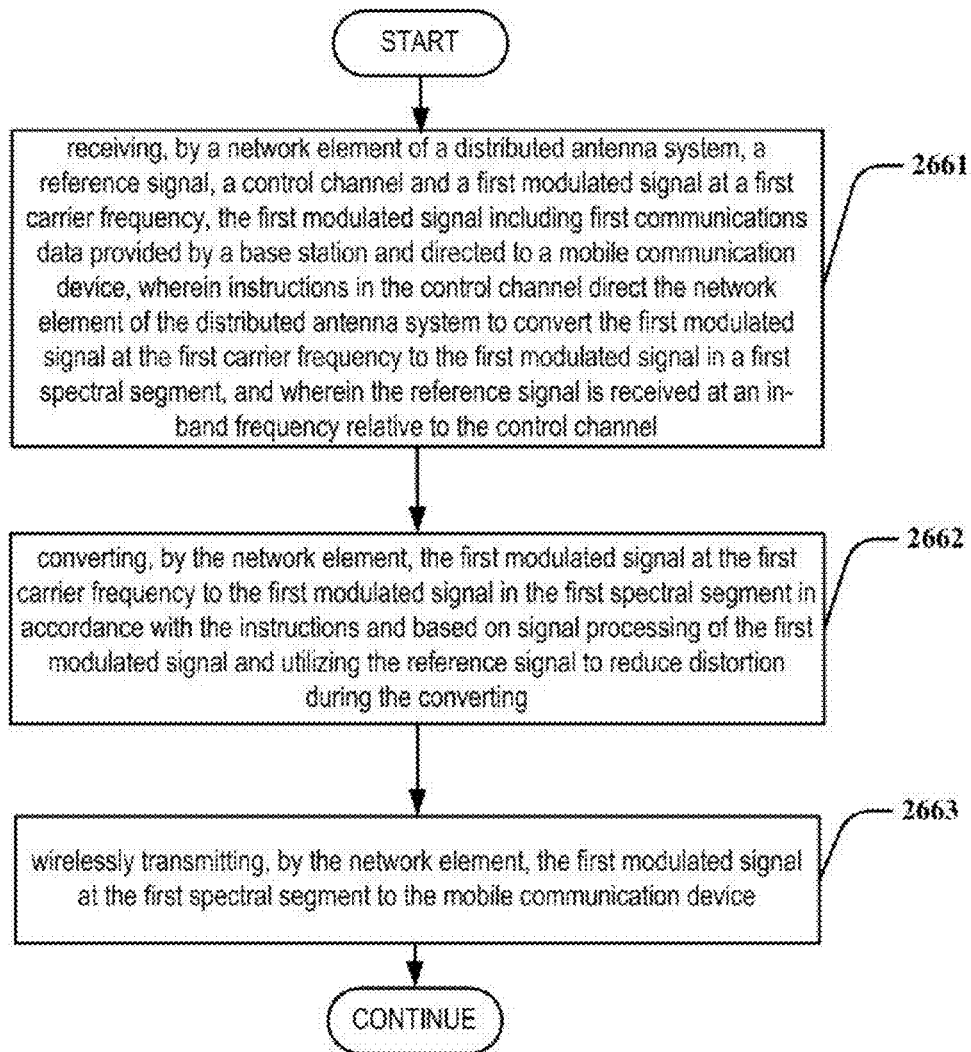 START
receiving, by a network element of a distributed antenna system, a
reference signal, a control channel and a first modulated signal at a first
carrier frequency, the first modulated signal including first communications
data provided by a base station and directed to a mobile communication
device, wherein instructions in the control channel direct the network
element of the distributed antenna system to convert the first modulated
signal at the first carrier frequency to the first modulated signal in a first
spectral segment, and wherein the reference signal is received at an in-
band frequency relative to the control channel
2661
converting, by the network element, the first modulated signal at the first
carrier frequency to the first modulated signal in the first spectral segment in
accordance with the instructions and based on signal processing of the first
modulated signal and utilizing the reference signal to reduce distortion
during the converting
2662
wirelessly transmitting, by the network element, the first modulated signal
at the first spectral segment to the mobile communication device
2663
CONTINUE